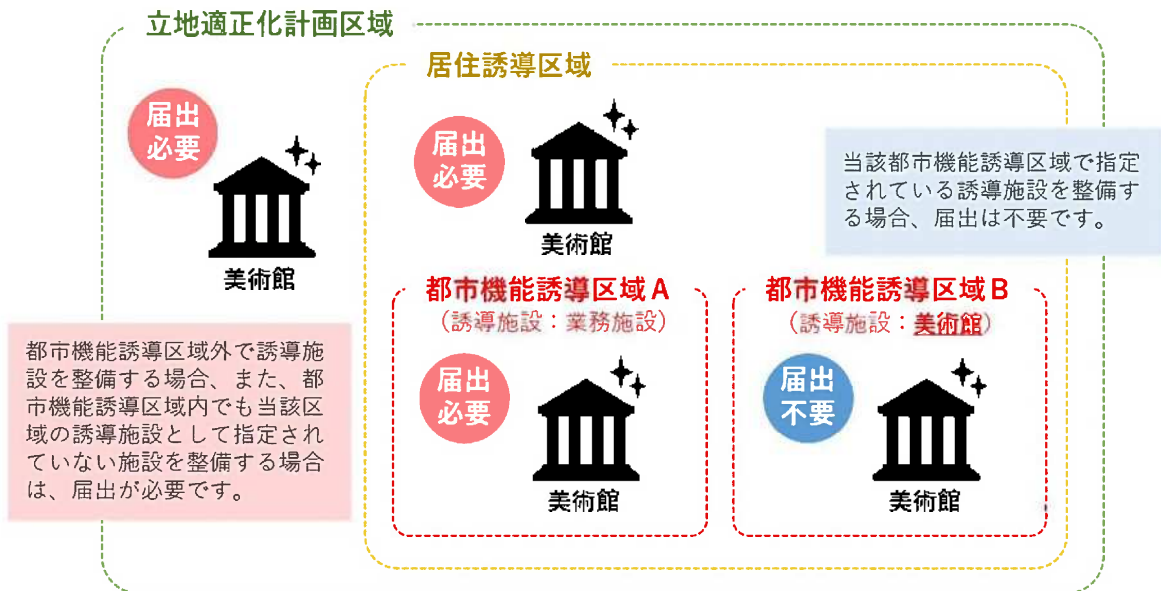 立地適正化計画区域
居住誘導区域
届出
必要
美術館
届出
必要
美術館
当該都市機能誘導区域で指定
されている誘導施設を整備す
る場合、届出は不要です。
都市機能誘導区域A
(誘導施設：業務施設)
届出
必要
美術館
都市機能誘導区域B
(誘導施設：美術館)
届出
不要
美術館
都市機能誘導区域外で誘導施
設を整備する場合、また、都
市機能誘導区域内でも当該区
域の誘導施設として指定され
ていない施設を整備する場合
は、届出が必要です。